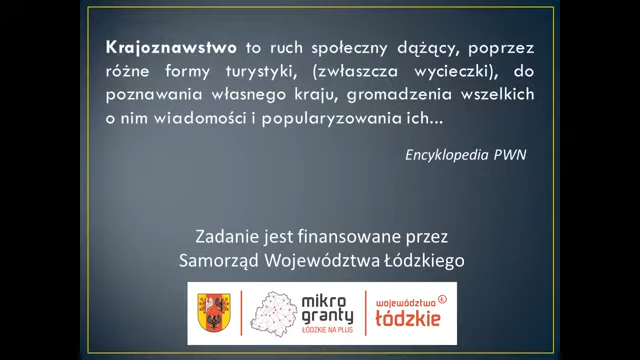 Krajoznawstwo to ruch społeczny dążący, poprzez
różne formy turystyki, (zwłaszcza wycieczki), do
poznawania własnego kraju, gromadzenia wszelkich
o nim wiadomości i popularyzowania ich...
Encyklopedia PWN
Zadanie jest finansowane przez
Samorząd Województwa Łódzkiego
mikro
granty
ŁÓDZKIE NA PLUS
województwo
łódzkie